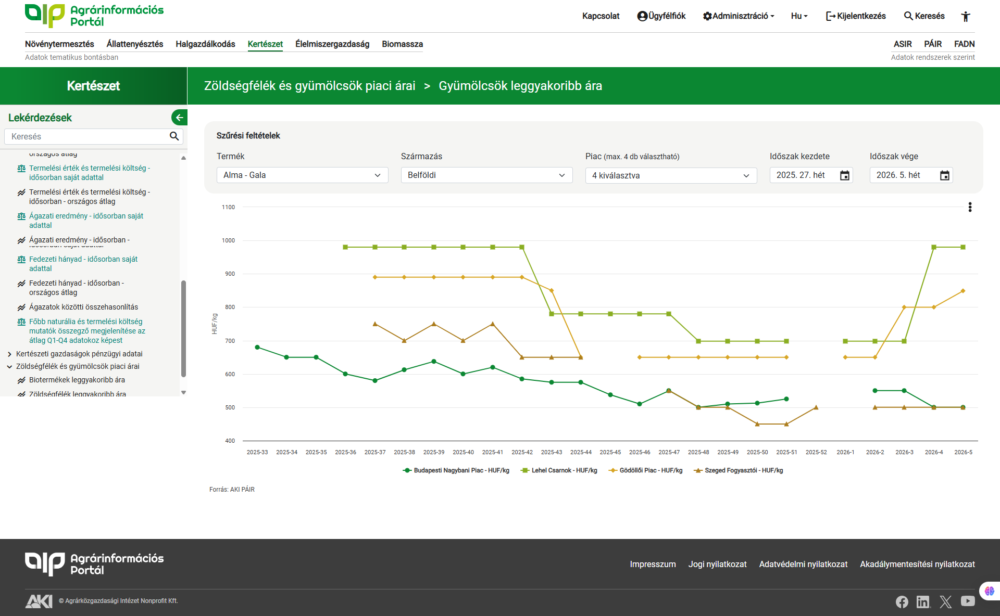 Agrárinformációs
Portál
Kapcsolat Ügyfélfiók Adminisztráció Hu Kijelentkezés Keresés
Növénytermesztés Állattenyésztés Halgazdálkodás Kertészet Élelmiszergazdaság Biomassza
ASIR PÁIR FADN
Adatok tematikus bontásban
Adatok rendszerek szerint
Kertészet
Zöldségfélék és gyümölcsök piaci árai > Gyümölcsök leggyakoribb ára
Lekérdezések
Keresés
országos átlag
Termelési érték és termelési költség -
idősorban saját adattal
Termelési érték és termelési költség -
idősorban - országos átlag
Ágazati eredmény - idősorban saját
adattal
Ágazati eredmény - idősorban -
idősorban saját adattal
Fedezeti hányad - idősorban saját
adattal
Fedezeti hányad - idősorban -
országos átlag
Ágazatok közötti összehasonlítás
Főbb naturália és termelési költség
mutatók összegző megjelenítése az
átlag Q1-Q4 adatokoz képest
Kertészeti gazdaságok pénzügyi adatai
Zöldségfélék és gyümölcsök piaci árai
Biotermékek leggyakoribb ára
Zöldségfélék leggyakoribb ára
Szűrési feltételek
Termék Származás Piac (max. 4 db választható) Időszak kezdete Időszak vége
Alma - Gala Belföldi 4 kiválasztva 2025. 27. hét 2026. 5. hét
1100
1000
900
800
700
600
500
400
HUF/kg
2025-33 2025-34 2025-35 2025-36 2025-37 2025-38 2025-39 2025-40 2025-41 2025-42 2025-43 2025-44 2025-45 2025-46 2025-47 2025-48 2025-49 2025-50 2025-51 2025-52 2026-1 2026-2 2026-3 2026-4 2026-5
Budapesti Nagybani Piac - HUF/kg Lehel Csarnok - HUF/kg Gödöllői Piac - HUF/kg Szeged Fogyasztói - HUF/kg
Forrás: AKI PÁIR
Agrárinformációs
Portál
Impresszum Jogi nyilatkozat Adatvédelmi nyilatkozat Akadálymentesítési nyilatkozat
AKI © Agrárközgazdasági Intézet Nonprofit Kft.